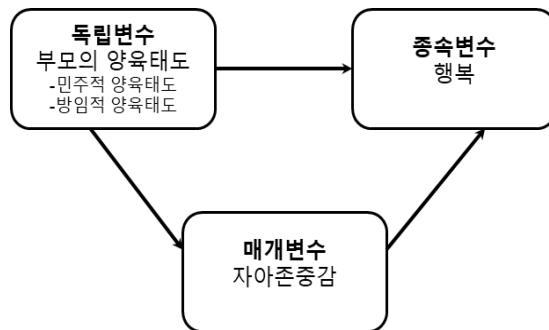 독립변수
부모의 양육태도
-민주적 양육태도
-방임적 양육태도
종속변수
행복
매개변수
자아존중감